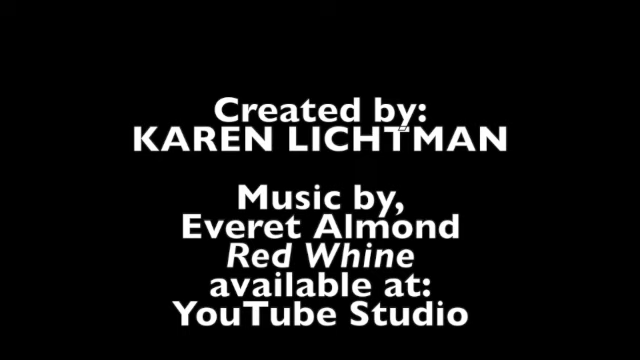 Created by:
KAREN LICHTMAN
Music by,
Everet Almond
Red Whine
available at:
YouTube Studio